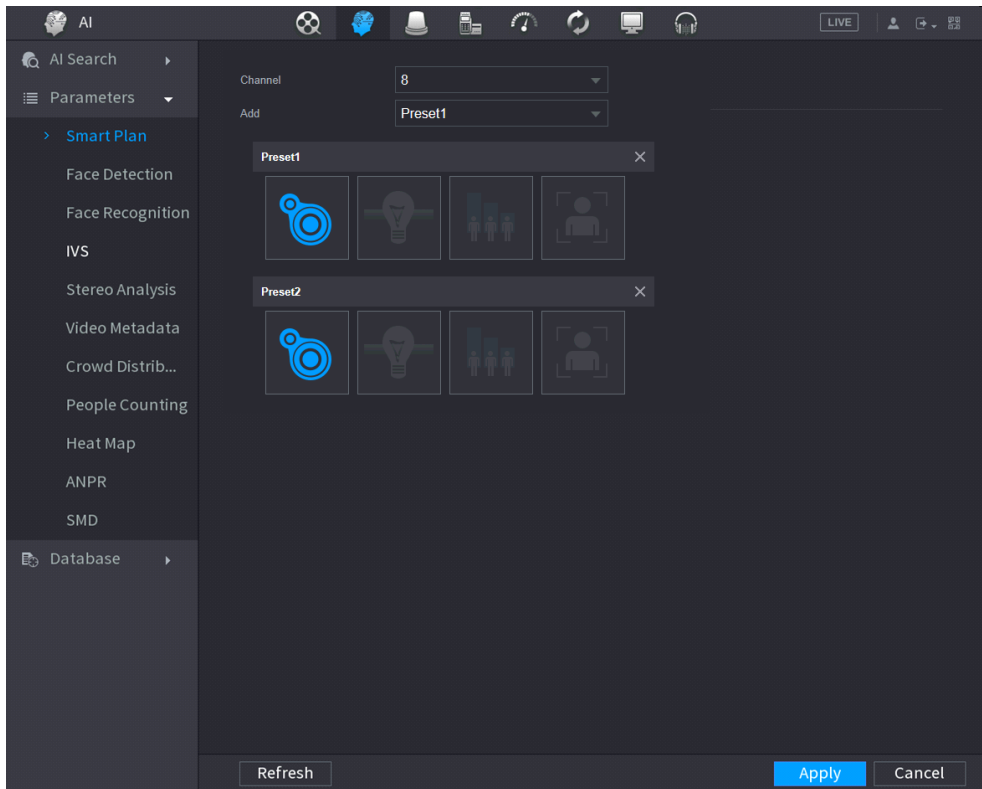 AI
LIVE
AI Search
Parameters
Smart Plan
Face Detection
Face Recognition
IVS
Stereo Analysis
Video Metadata
Crowd Distrib...
People Counting
Heat Map
ANPR
SMD
Database
Channel
8
Add
Preset1
Preset1
Preset2
Refresh
Apply
Cancel